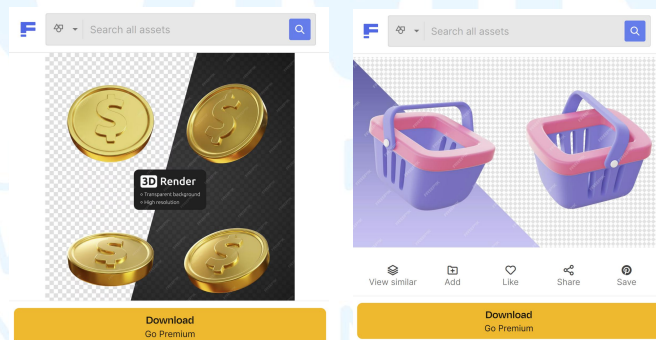 Search all assets
3D Render
Transparent background
High resolution
Download
Go Premium
Search all assets
View similar
Add
Like
Share
Save
Download
Go Premium